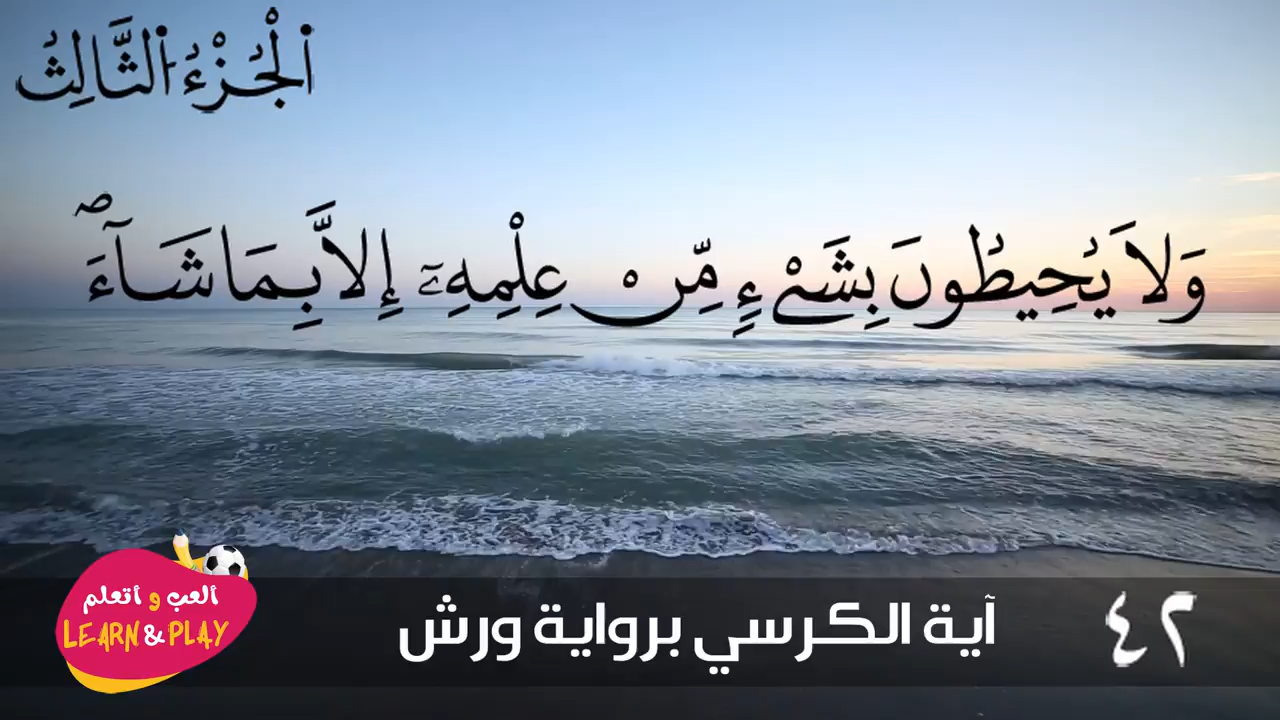 اَ۬لْجُزْءُ اُ۬لثَّالِثُ
وَلَا يُحِيطُونَ بِشَےْءٍ مِّنْ عِلْمِهِۦٓ إِلَّا بِمَا شَآءَۖ
ألعب و أتعلم
LEARN & PLAY
آية الكرسي برواية ورش
٤٢